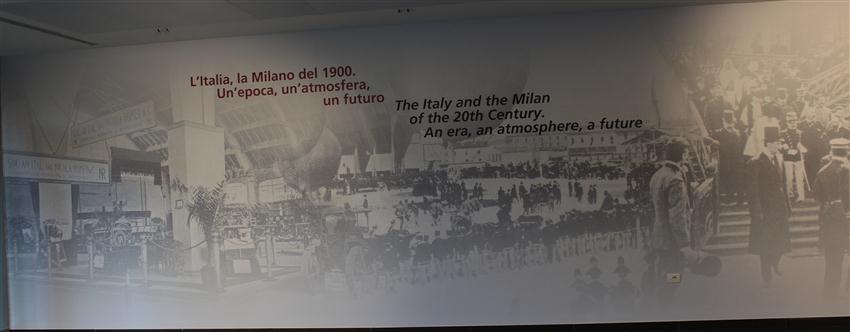 L'Italia, la Milano del 1900.
Un'epoca, un'atmosfera,
un futuro
The Italy and the Milan
of the 20th Century.
An era, an atmosphere, a future